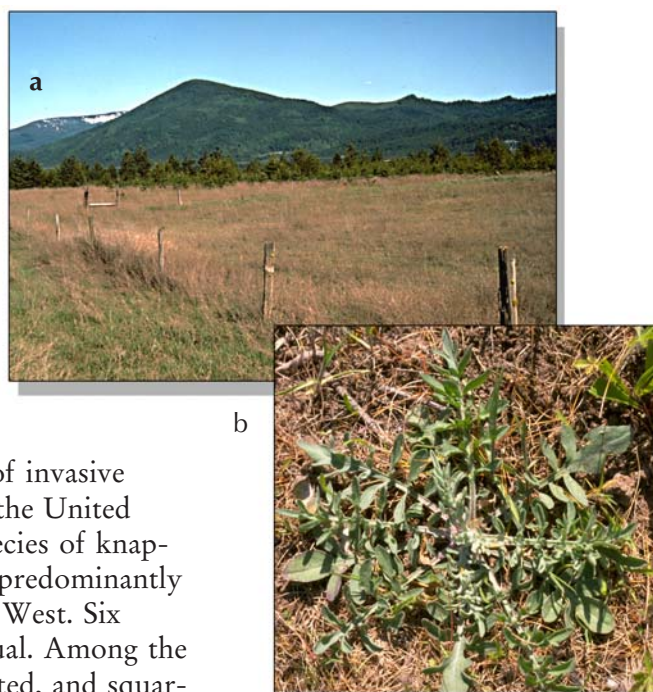 a
b
of invasive
the United
ecies of knap-
predominantly
West. Six
ual. Among the
ted, and squar-